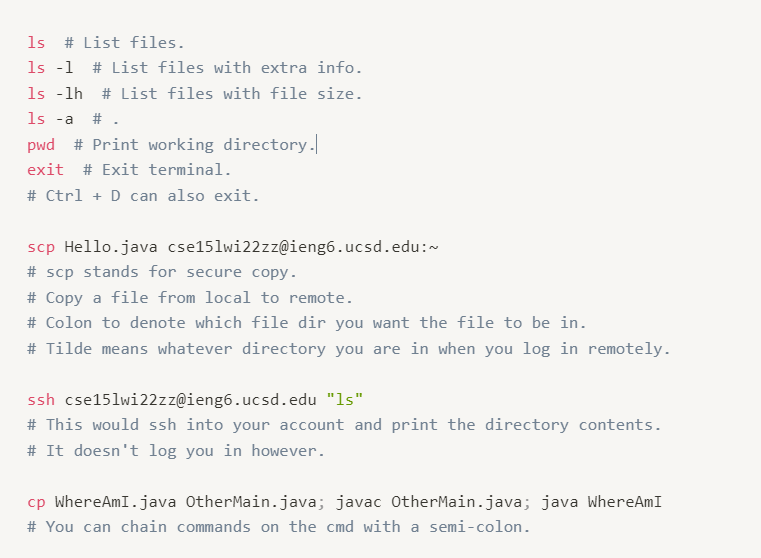 ls  # List files.
ls -l  # List files with extra info.
ls -lh  # List files with file size.
ls -a  # .
pwd  # Print working directory.
exit  # Exit terminal.
# Ctrl + D can also exit.
scp Hello.java cse15lwi22zz@ieng6.ucsd.edu:~
# scp stands for secure copy.
# Copy a file from local to remote.
# Colon to denote which file dir you want the file to be in.
# Tilde means whatever directory you are in when you log in remotely.
ssh cse15lwi22zz@ieng6.ucsd.edu "ls"
# This would ssh into your account and print the directory contents.
# It doesn't log you in however.
cp WhereAmI.java OtherMain.java; javac OtherMain.java; java WhereAmI
# You can chain commands on the cmd with a semi-colon.